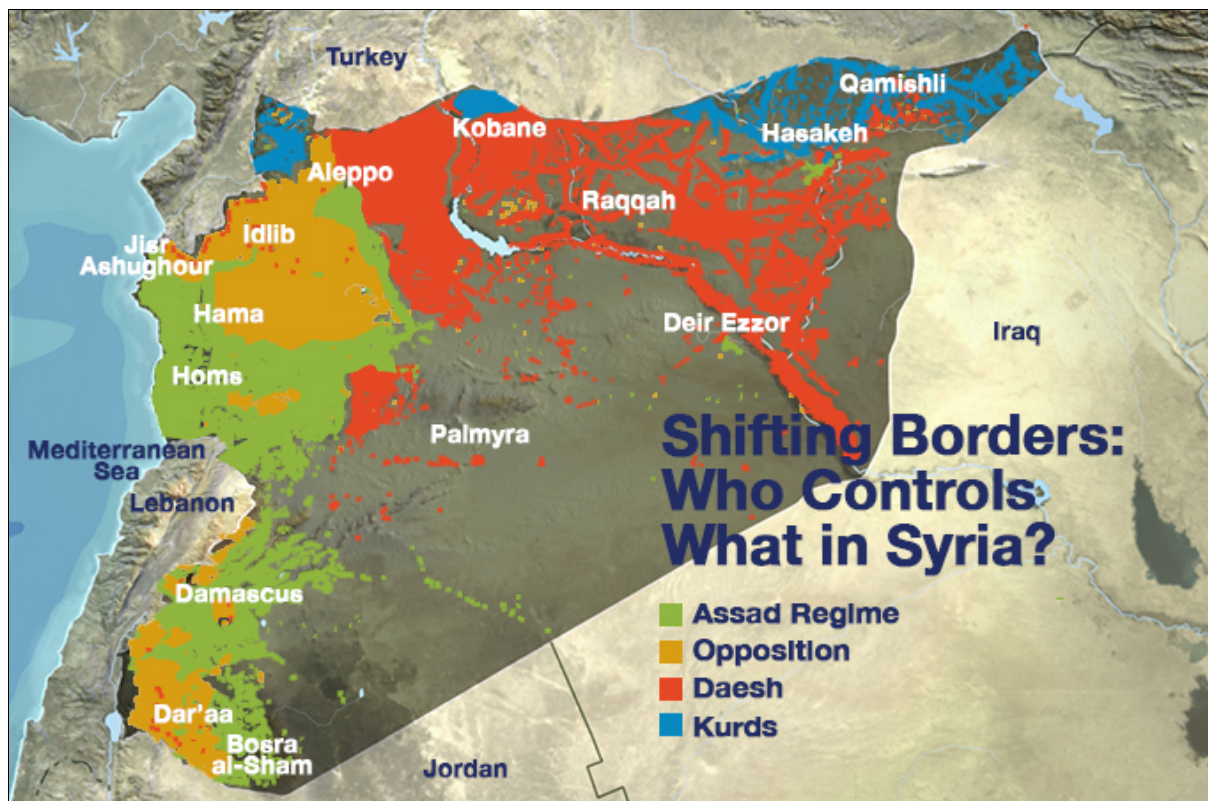 Turkey
Qamishli
Kobane
Hasakeh
Aleppo
Raqqah
Idlib
Jisr
Ashughour
Hama
Deir Ezzor
Iraq
Homs
Palmyra
Mediterranean
Sea
Lebanon
Shifting Borders:
Who Controls
What in Syria?
Damascus
Assad Regime
Opposition
Daesh
Kurds
Dar'aa
Bosra
al-Sham
Jordan